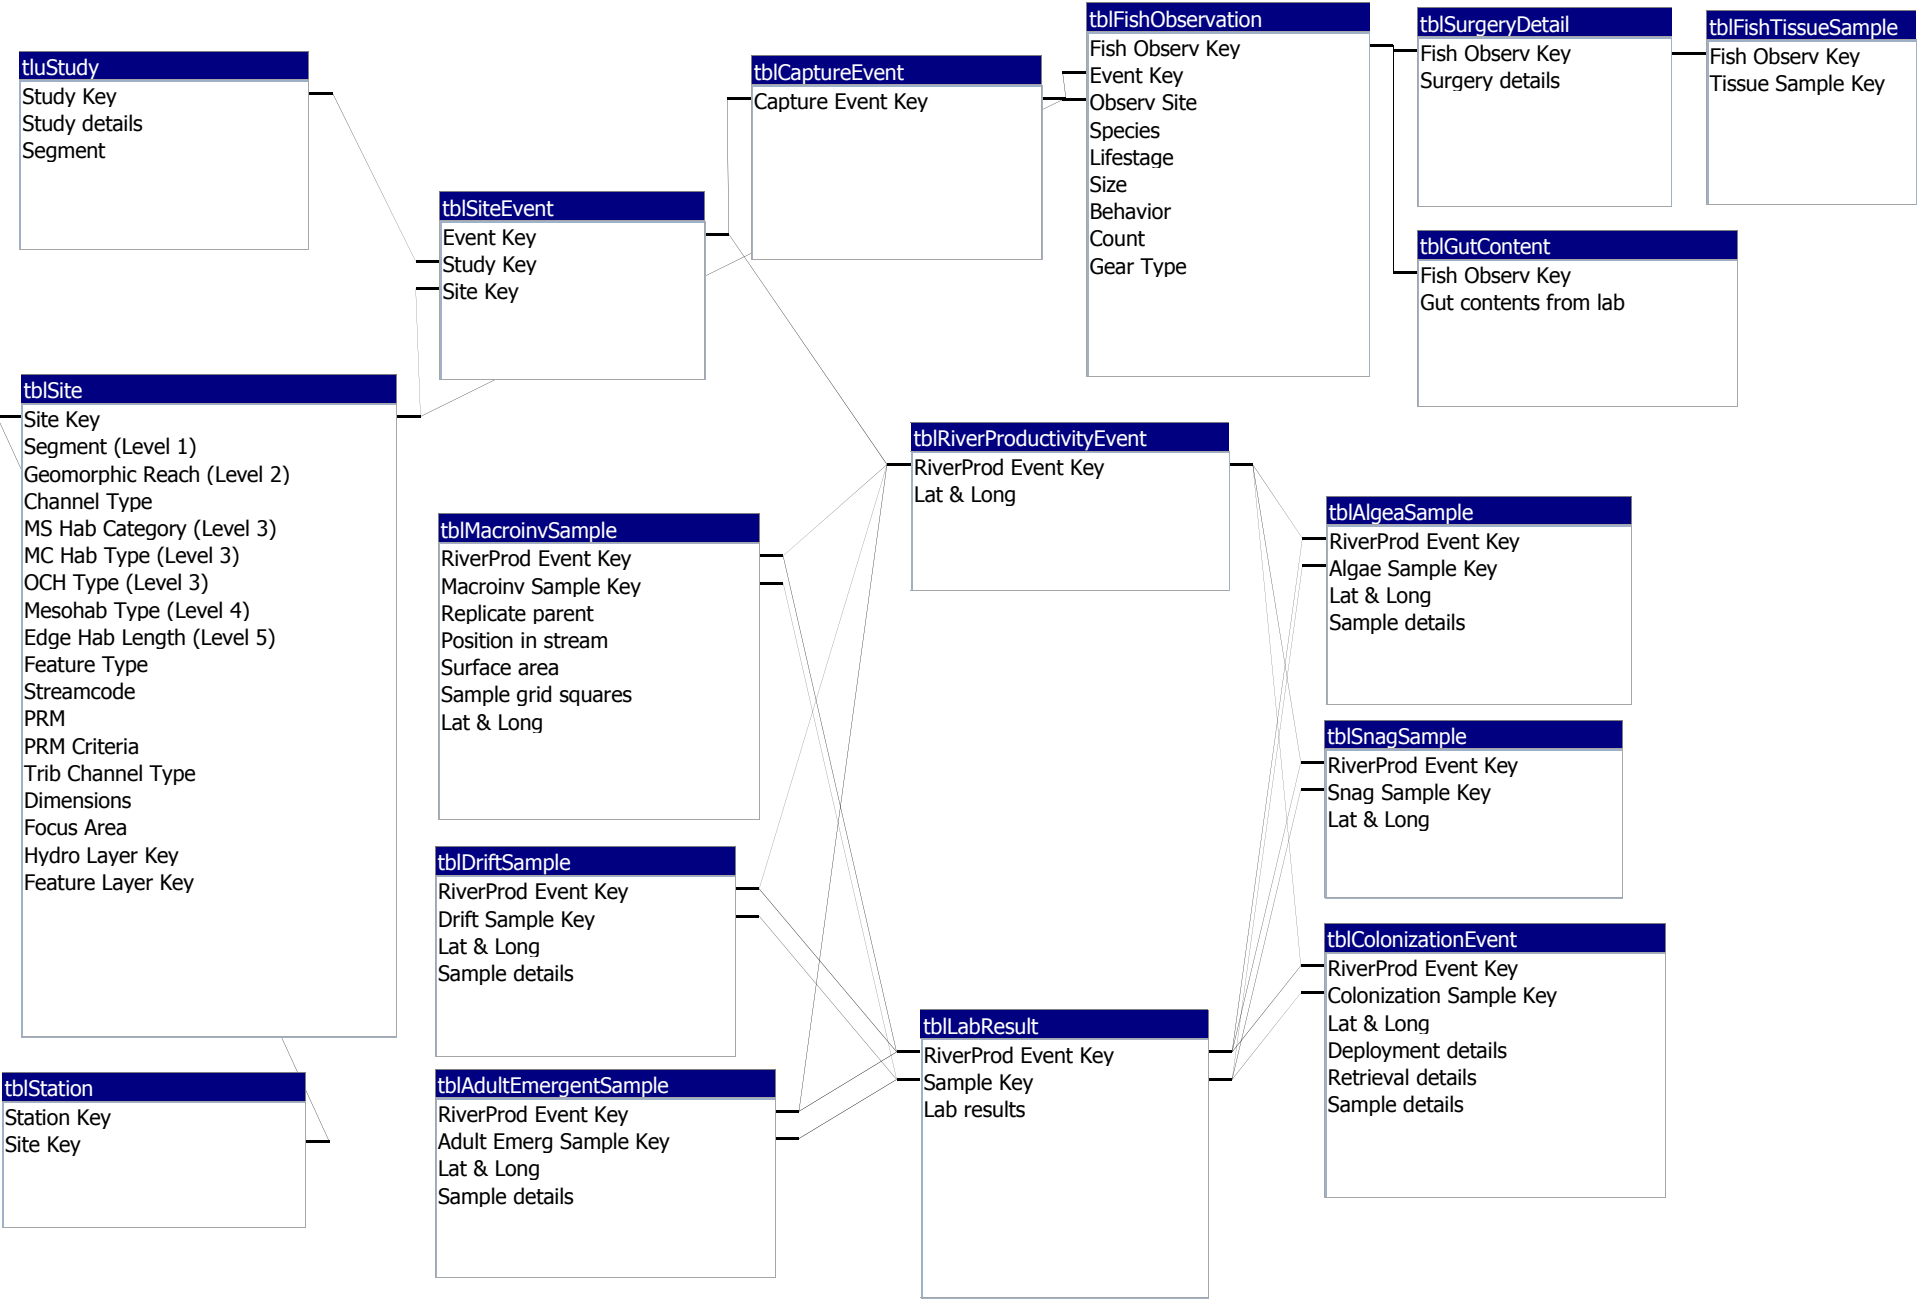 tluStudy
Study Key
Study details
Segment
tblSiteEvent
Event Key
Study Key
Site Key
tblCaptureEvent
Capture Event Key
tblFishObservation
Fish Observ Key
Event Key
Observ Site
Species
Lifestage
Size
Behavior
Count
Gear Type
tblSurgeryDetail
Fish Observ Key
Surgery details
tblFishTissueSample
Fish Observ Key
Tissue Sample Key
tblGutContent
Fish Observ Key
Gut contents from lab
tblSite
Site Key
Segment (Level 1)
Geomorphic Reach (Level 2)
Channel Type
MS Hab Category (Level 3)
MC Hab Type (Level 3)
OCH Type (Level 3)
Mesohab Type (Level 4)
Edge Hab Length (Level 5)
Feature Type
Streamcode
PRM
PRM Criteria
Trib Channel Type
Dimensions
Focus Area
Hydro Layer Key
Feature Layer Key
tblStation
Station Key
Site Key
tblMacroinvSample
RiverProd Event Key
Macroinv Sample Key
Replicate parent
Position in stream
Surface area
Sample grid squares
Lat & Long
tblDriftSample
RiverProd Event Key
Drift Sample Key
Lat & Long
Sample details
tblAdultEmergentSample
RiverProd Event Key
Adult Emerg Sample Key
Lat & Long
Sample details
tblRiverProductivityEvent
RiverProd Event Key
Lat & Long
tblLabResult
RiverProd Event Key
Sample Key
Lab results
tblAlgeaSample
RiverProd Event Key
Algae Sample Key
Lat & Long
Sample details
tblSnagSample
RiverProd Event Key
Snag Sample Key
Lat & Long
tblColonizationEvent
RiverProd Event Key
Colonization Sample Key
Lat & Long
Deployment details
Retrieval details
Sample details